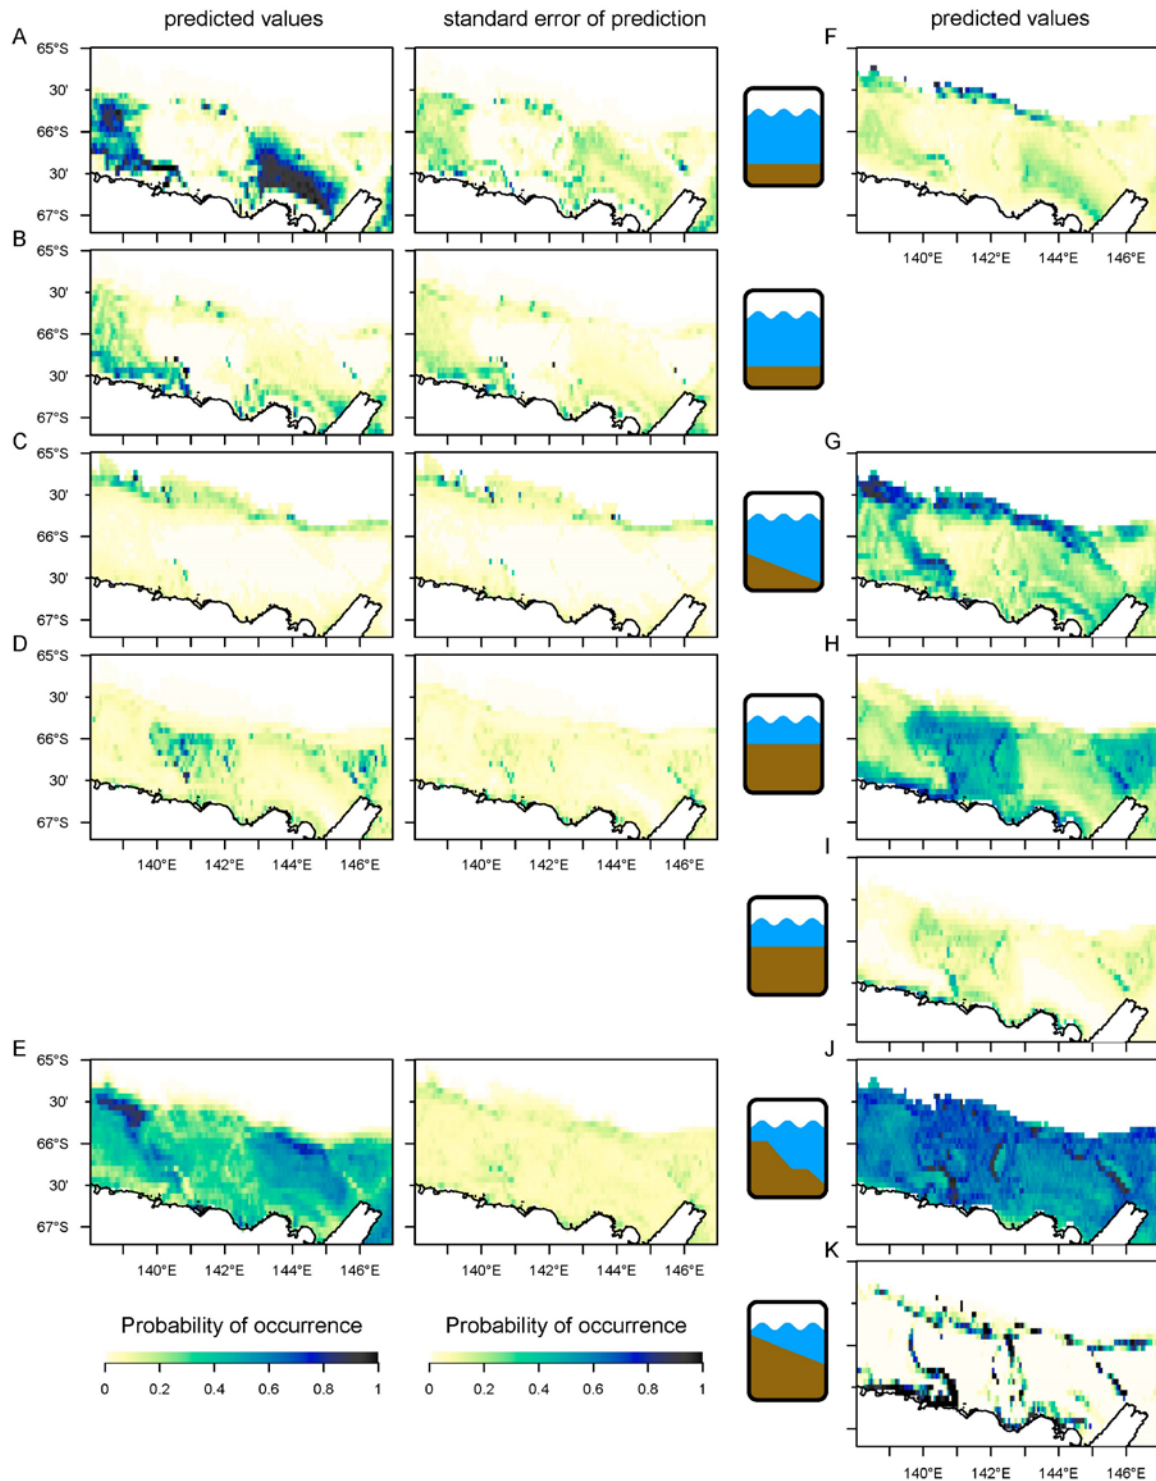 predicted values standard error of prediction predicted values
A F
65°S
30'
66°S
30'
67°S
140°E 142°E 144°E 146°E
B
65°S
30'
66°S
30'
67°S
C G
65°S
30'
66°S
30'
67°S
D H
65°S
30'
66°S
30'
67°S
140°E 142°E 144°E 146°E 140°E 142°E 144°E 146°E
I
E J
65°S
30'
66°S
30'
67°S
140°E 142°E 144°E 146°E 140°E 142°E 144°E 146°E 140°E 142°E 144°E 146°E
K
Probability of occurrence Probability of occurrence
0 0.2 0.4 0.6 0.8 1 0 0.2 0.4 0.6 0.8 1